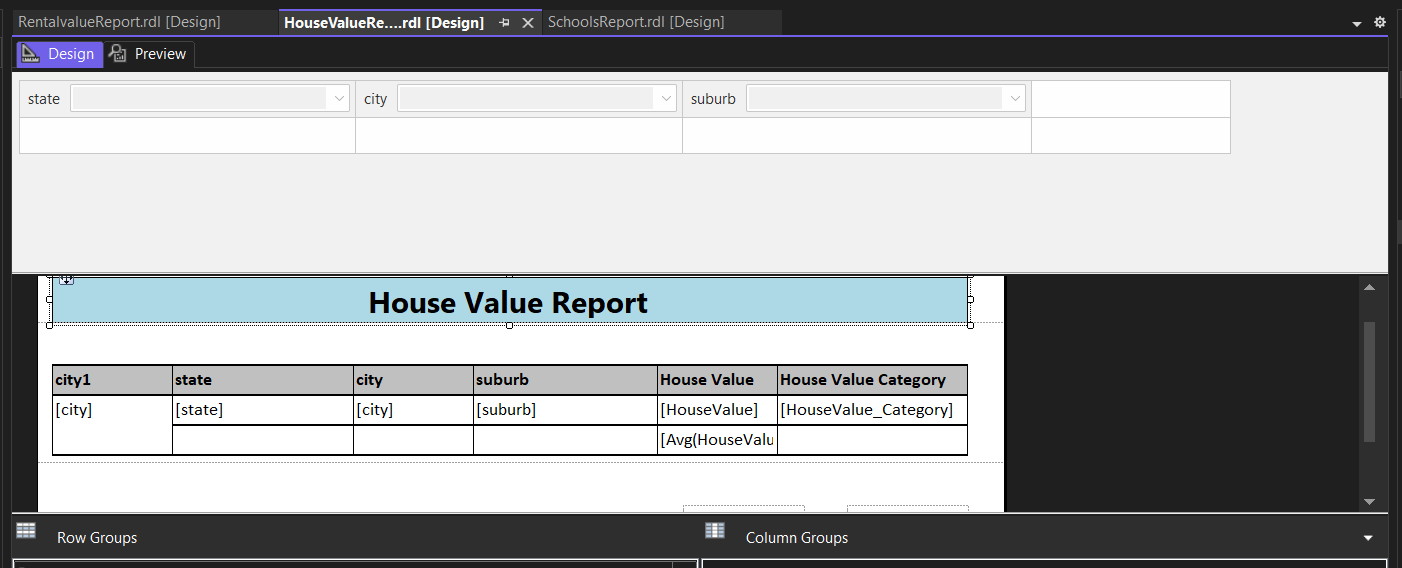 RentalvalueReport.rdl [Design] HouseValueRe....rdl [Design] SchoolsReport.rdl [Design]
Design Preview
state city suburb
House Value Report
city1 state city suburb House Value House Value Category
[city] [state] [city] [suburb] [HouseValue] [HouseValue_Category]
[Avg(HouseValu
Row Groups Column Groups